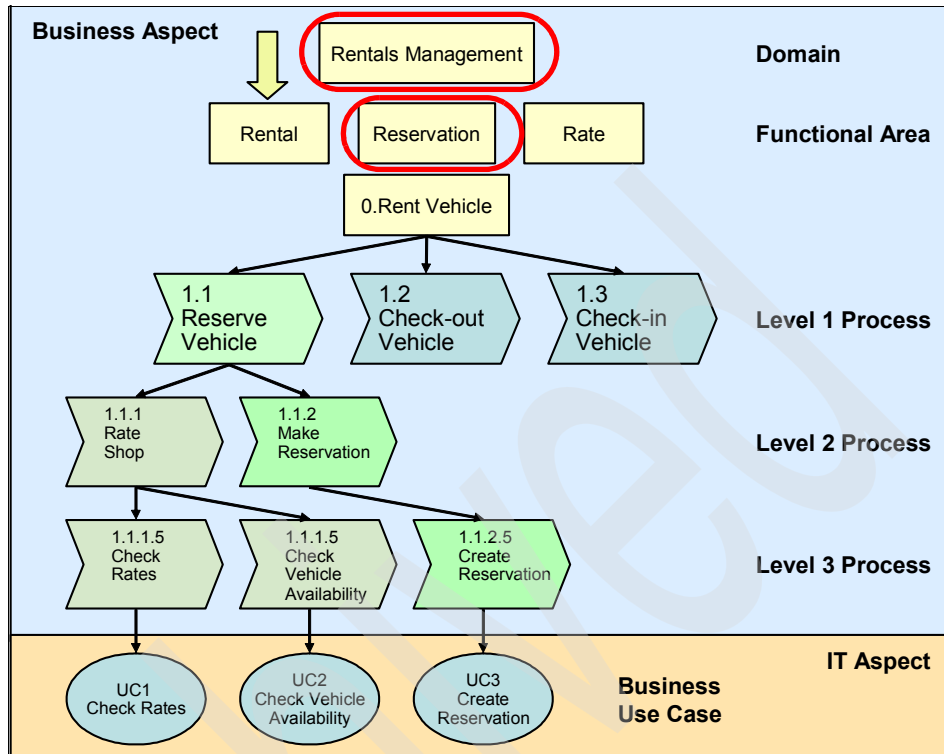 Business Aspect
Rentals Management
Domain
Rental
Reservation
Rate
Functional Area
0.Rent Vehicle
1.1
Reserve
Vehicle
1.2
Check-out
Vehicle
1.3
Check-in
Vehicle
Level 1 Process
1.1.1
Rate
Shop
1.1.2
Make
Reservation
Level 2 Process
1.1.1.5
Check
Rates
1.1.1.5
Check
Vehicle
Availability
1.1.2.5
Create
Reservation
Level 3 Process
IT Aspect
UC1
Check Rates
UC2
Check Vehicle
Availability
UC3
Create
Reservation
Business
Use Case